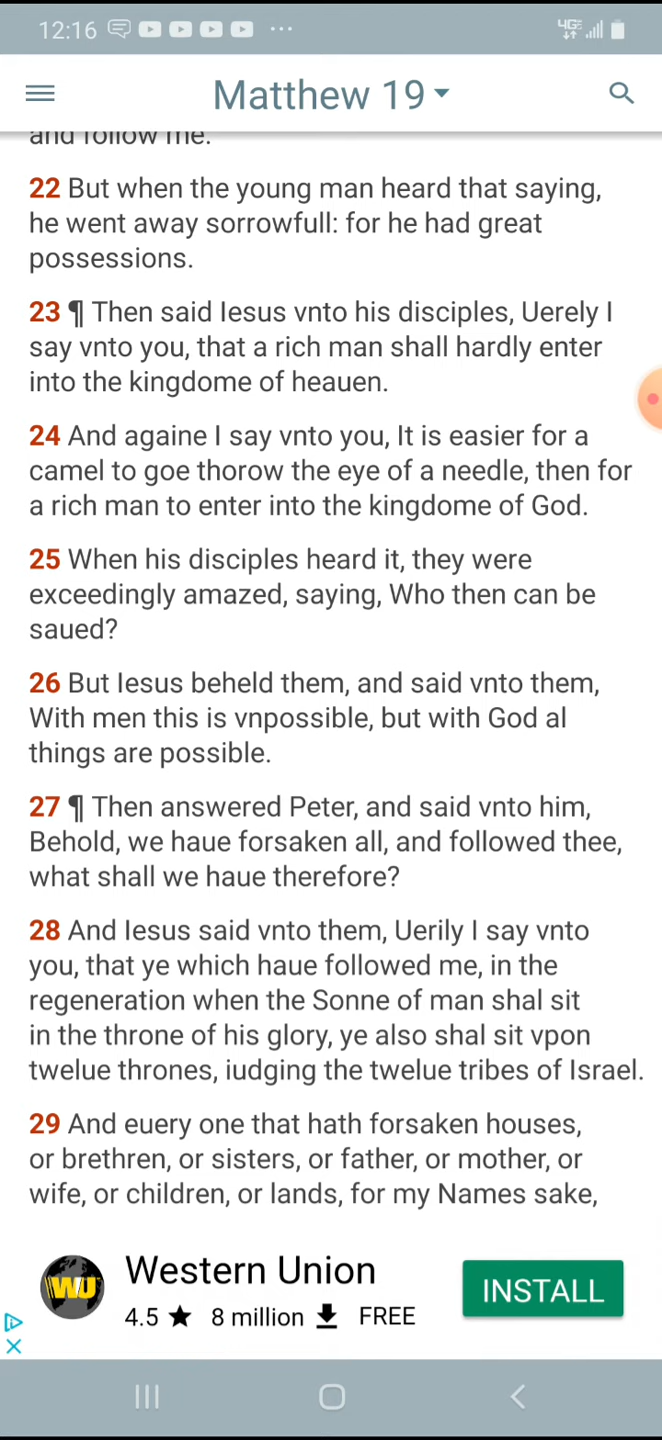 12:16
4GE
Matthew 19
and follow me.
22 But when the young man heard that saying,
he went away sorrowfull: for he had great
possessions.
23 ¶ Then said Iesus vnto his disciples, Uerely I
say vnto you, that a rich man shall hardly enter
into the kingdome of heauen.
24 And againe I say vnto you, It is easier for a
camel to goe thorow the eye of a needle, then for
a rich man to enter into the kingdome of God.
25 When his disciples heard it, they were
exceedingly amazed, saying, Who then can be
saued?
26 But Iesus beheld them, and said vnto them,
With men this is vnpossible, but with God al
things are possible.
27 ¶ Then answered Peter, and said vnto him,
Behold, we haue forsaken all, and followed thee,
what shall we haue therefore?
28 And Iesus said vnto them, Uerily I say vnto
you, that ye which haue followed me, in the
regeneration when the Sonne of man shal sit
in the throne of his glory, ye also shal sit vpon
twelue thrones, iudging the twelue tribes of Israel.
29 And euery one that hath forsaken houses,
or brethren, or sisters, or father, or mother, or
wife, or children, or lands, for my Names sake,
WU
Western Union
4.5 ★ 8 million FREE
INSTALL